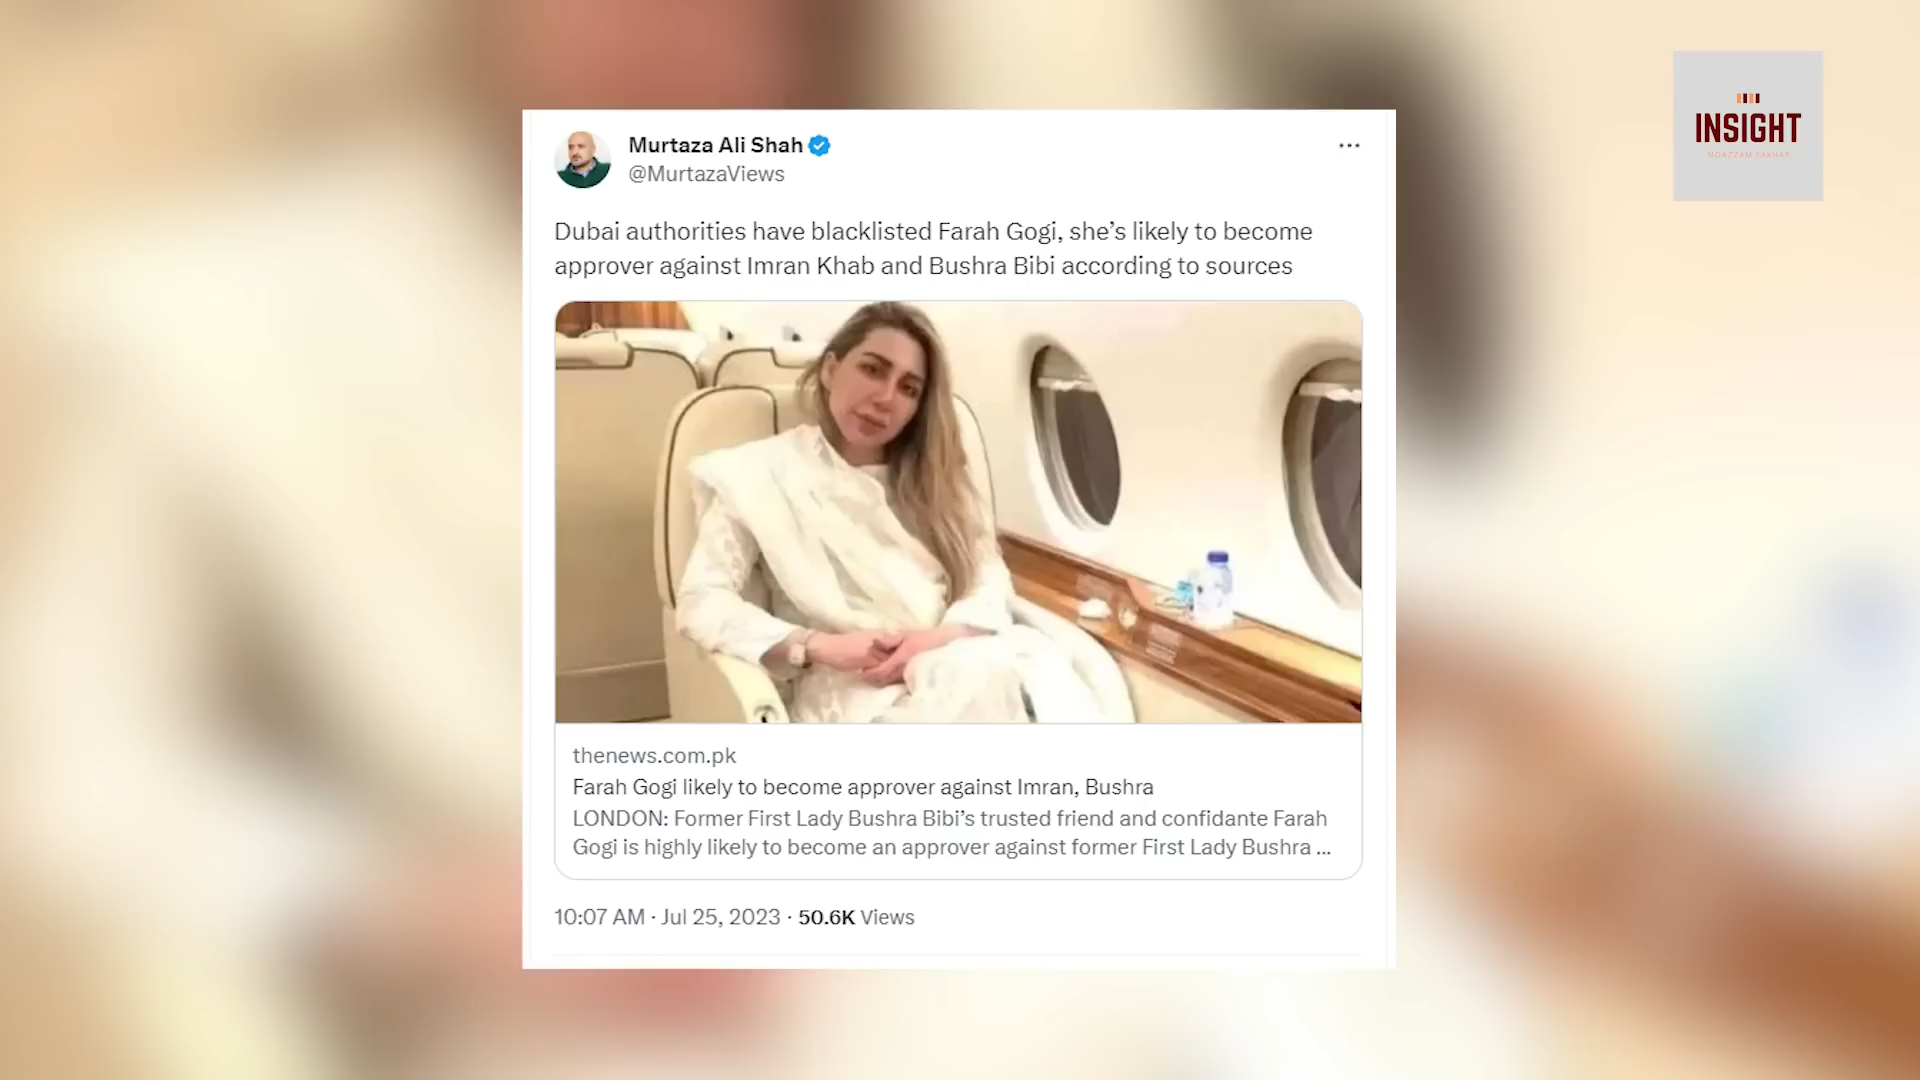 INSIGHT
MOAZZAM FAKHAR
Murtaza Ali Shah
@MurtazaViews
Dubai authorities have blacklisted Farah Gogi, she’s likely to become
approver against Imran Khab and Bushra Bibi according to sources
thenews.com.pk
Farah Gogi likely to become approver against Imran, Bushra
LONDON: Former First Lady Bushra Bibi’s trusted friend and confidante Farah
Gogi is highly likely to become an approver against former First Lady Bushra ...
10:07 AM · Jul 25, 2023 · 50.6K Views